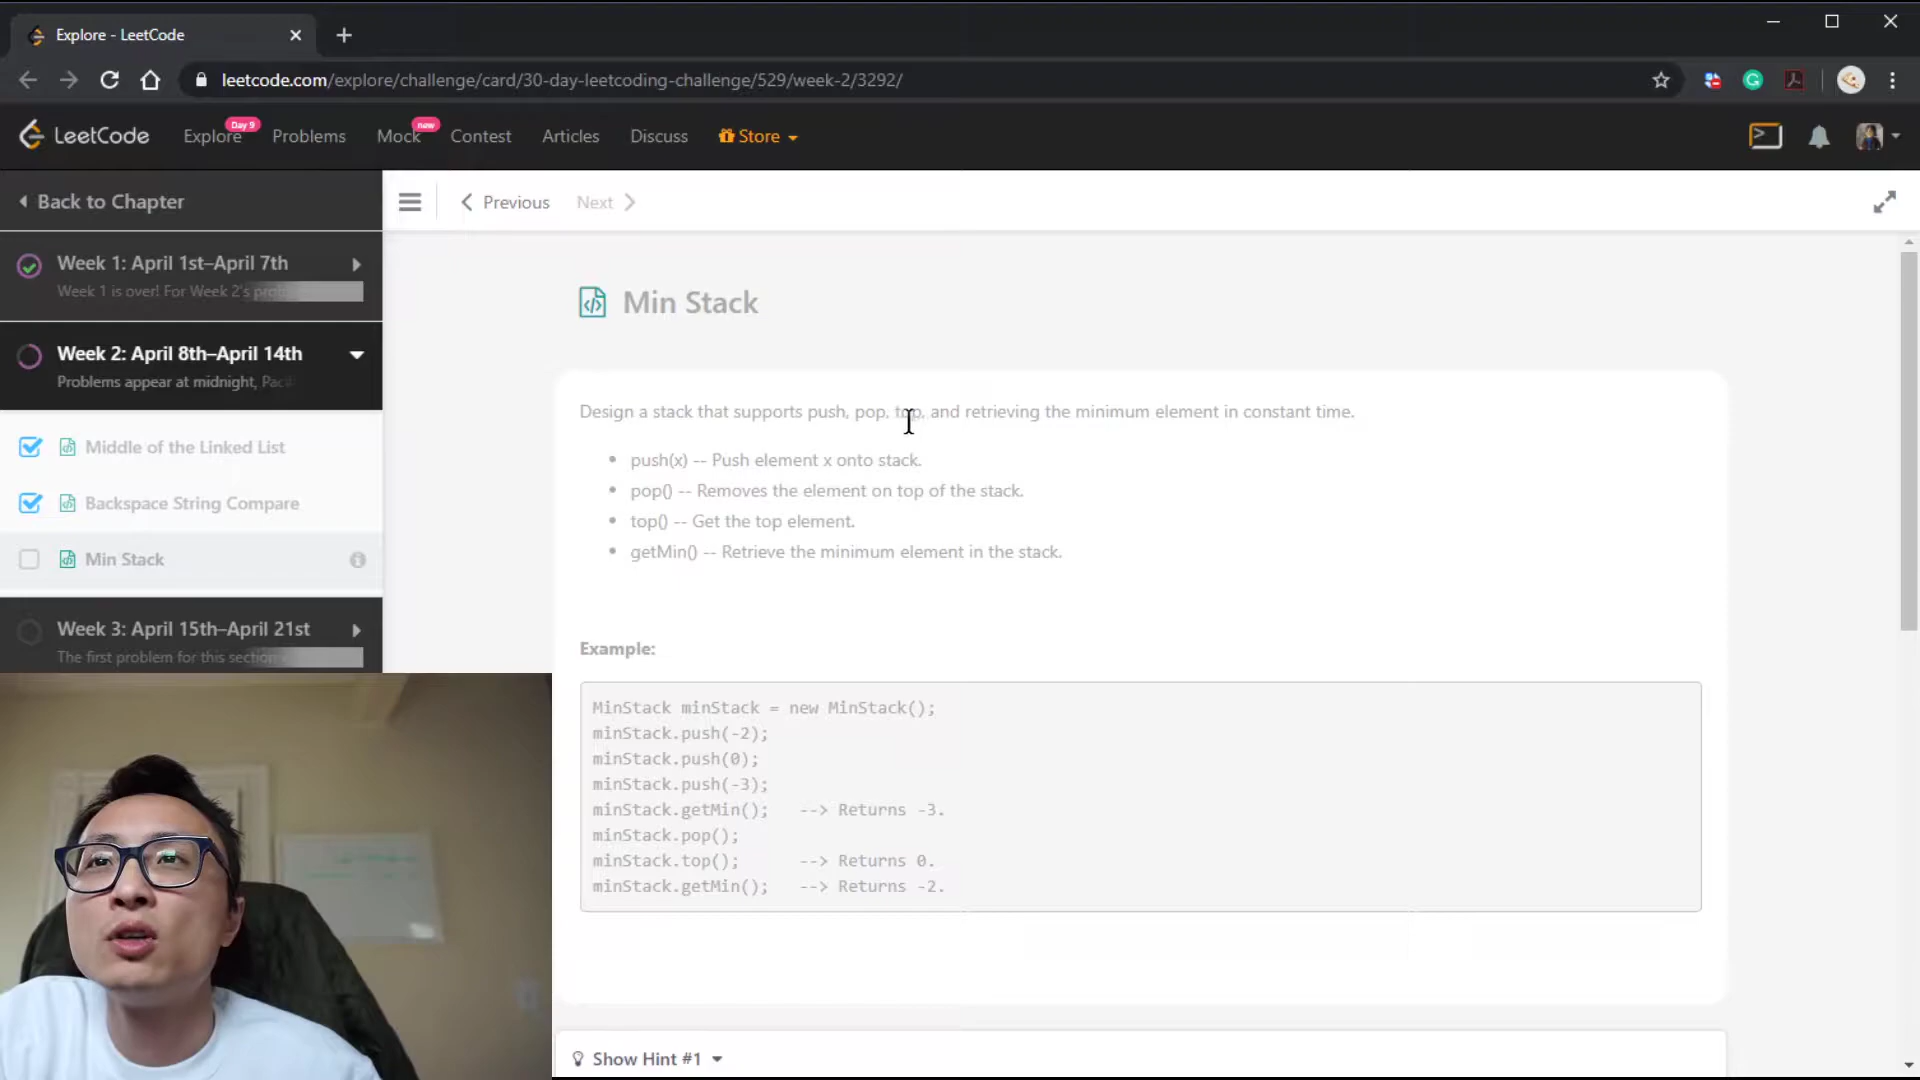 Explore - LeetCode
leetcode.com/explore/challenge/card/30-day-leetcoding-challenge/529/week-2/3292/
LeetCode
Explore
Day 9
Problems
Mock
new
Contest
Articles
Discuss
Store
Back to Chapter
Previous
Next
Week 1: April 1st–April 7th
Week 1 is over! For Week 2's
Week 2: April 8th–April 14th
Problems appear at midnight,
Middle of the Linked List
Backspace String Compare
Min Stack
Week 3: April 15th–April 21st
The first problem for this section
Min Stack
Design a stack that supports push, pop, top, and retrieving the minimum element in constant time.
push(x) -- Push element x onto stack.
pop() -- Removes the element on top of the stack.
top() -- Get the top element.
getMin() -- Retrieve the minimum element in the stack.
Example:
MinStack minStack = new MinStack();
minStack.push(-2);
minStack.push(0);
minStack.push(-3);
minStack.getMin();   --> Returns -3.
minStack.pop();
minStack.top();      --> Returns 0.
minStack.getMin();   --> Returns -2.
Show Hint #1